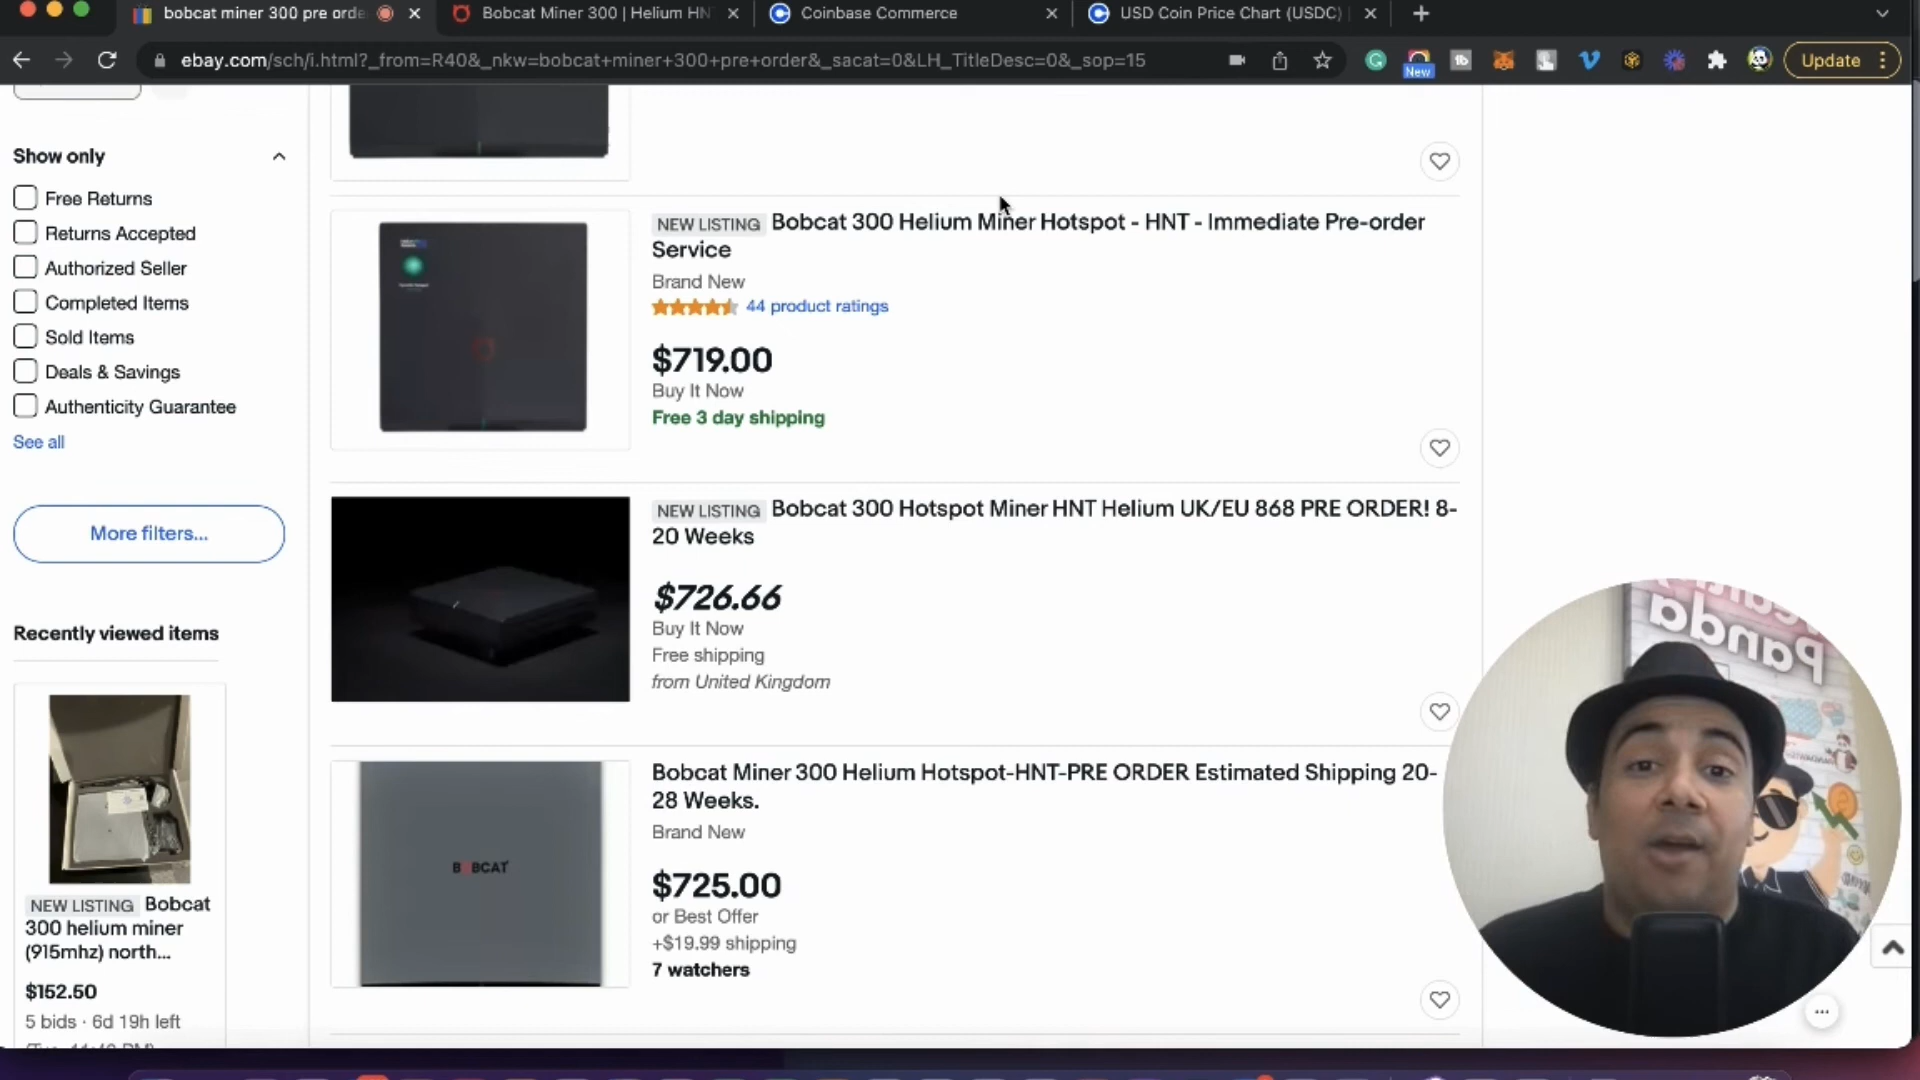 bobcat miner 300 pre orde
Bobcat Miner 300 | Helium HN
Coinbase Commerce
USD Coin Price Chart (USDC)
ebay.com/sch/i.html?_from=R40&_nkw=bobcat+miner+300+pre+order&_sacat=0&LH_TitleDesc=0&_sop=15
New
Update
Show only
Free Returns
Returns Accepted
Authorized Seller
Completed Items
Sold Items
Deals & Savings
Authenticity Guarantee
See all
More filters...
Recently viewed items
NEW LISTING Bobcat
300 helium miner
(915mhz) north...
$152.50
5 bids · 6d 19h left
NEW LISTING Bobcat 300 Helium Miner Hotspot - HNT - Immediate Pre-order
Service
Brand New
44 product ratings
$719.00
Buy It Now
Free 3 day shipping
NEW LISTING Bobcat 300 Hotspot Miner HNT Helium UK/EU 868 PRE ORDER! 8-
20 Weeks
$726.66
Buy It Now
Free shipping
from United Kingdom
BOBCAT
Bobcat Miner 300 Helium Hotspot-HNT-PRE ORDER Estimated Shipping 20-
28 Weeks.
Brand New
$725.00
or Best Offer
+$19.99 shipping
7 watchers
Panda